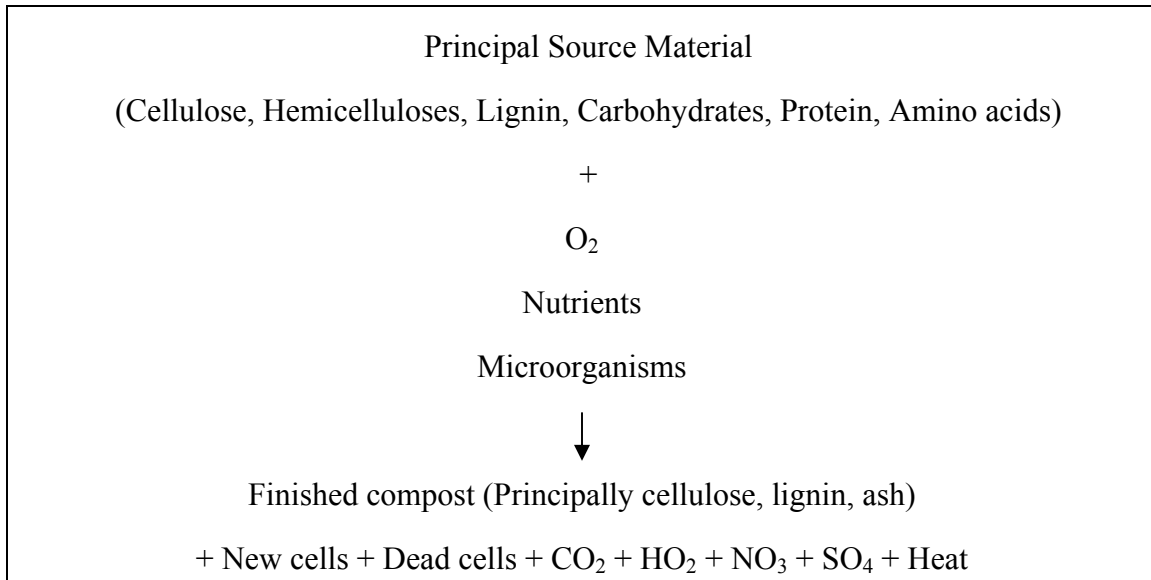 Principal Source Material
(Cellulose, Hemicelluloses, Lignin, Carbohydrates, Protein, Amino acids)
+
O₂
Nutrients
Microorganisms
Finished compost (Principally cellulose, lignin, ash)
+ New cells + Dead cells + CO₂ + HO₂ + NO₃ + SO₄ + Heat